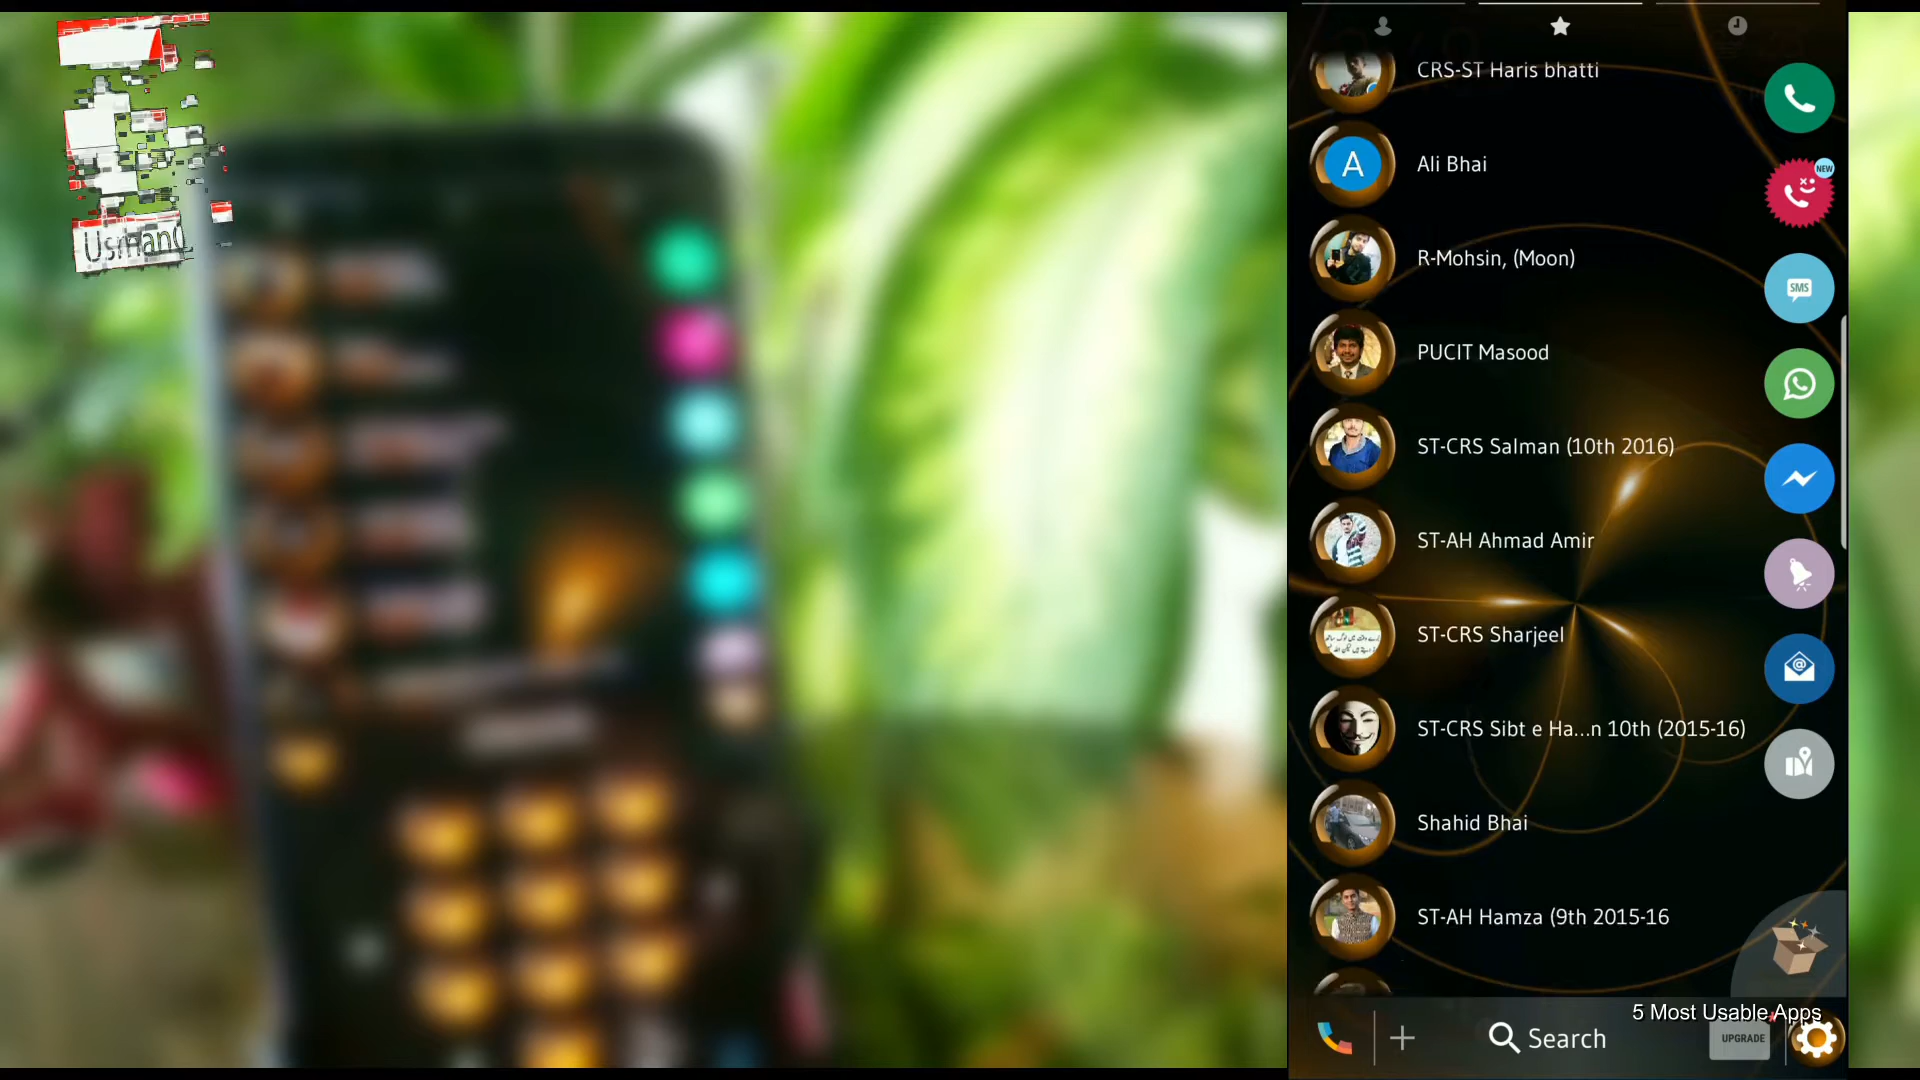 Usman
CRS-ST Haris bhatti
A
Ali Bhai
R-Mohsin, (Moon)
PUCIT Masood
ST-CRS Salman (10th 2016)
ST-AH Ahmad Amir
ST-CRS Sharjeel
ST-CRS Sibt e Ha...n 10th (2015-16)
Shahid Bhai
ST-AH Hamza (9th 2015-16
NEW
SMS
@
5 Most Usable Apps
Search
UPGRADE